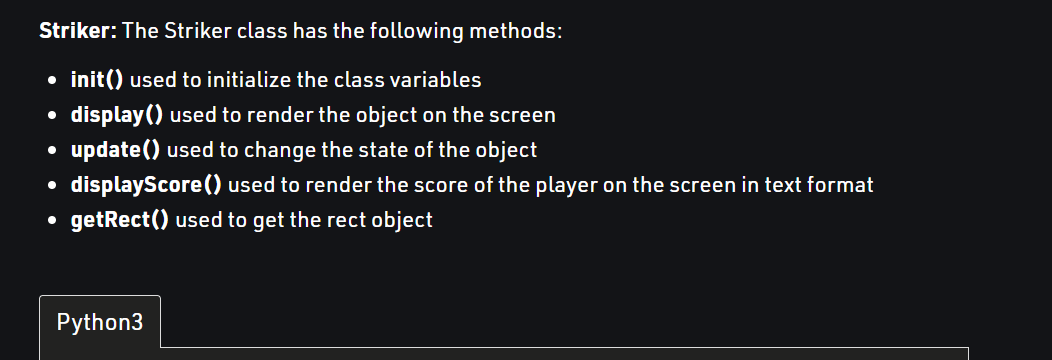 Striker: The Striker class has the following methods:
• init() used to initialize the class variables
• display() used to render the object on the screen
• update() used to change the state of the object
• displayScore() used to render the score of the player on the screen in text format
• getRect() used to get the rect object
Python3